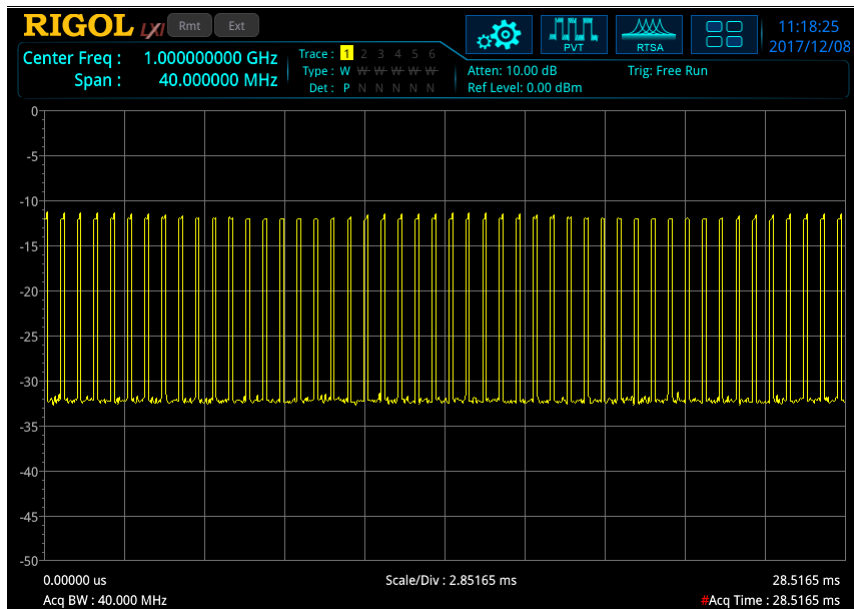 RIGOL LXI Rmt Ext
PVT RTSA
11:18:25
2017/12/08
Center Freq : 1.000000000 GHz
Span : 40.000000 MHz
Trace : 1 2 3 4 5 6
Type : W W W W W W
Det : P N N N N N
Atten: 10.00 dB Trig: Free Run
Ref Level: 0.00 dBm
0
-5
-10
-15
-20
-25
-30
-35
-40
-45
-50
0.00000 us Scale/Div : 2.85165 ms 28.5165 ms
Acq BW : 40.000 MHz #Acq Time : 28.5165 ms